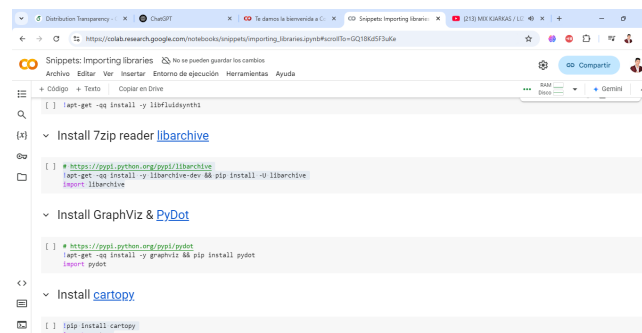 Distribution Transparency
ChatGPT
Te damos la bienvenida a Co
Snippets: Importing libraries
(213) MIX KJARKAS / LO
https://colab.research.google.com/notebooks/snippets/importing_libraries.ipynb#scrollTo=GQ18Kd5F3uKe
Snippets: Importing libraries
No se pueden guardar los cambios
Archivo Editar Ver Insertar Entorno de ejecución Herramientas Ayuda
Compartir
+ Código + Texto Copiar en Drive
RAM
Disco
+ Gemini
[ ] !apt-get -qq install -y libfluidsynth1
Install 7zip reader libarchive
[ ] # https://pypi.python.org/pypi/libarchive
!apt-get -qq install -y libarchive-dev && pip install -U libarchive
import libarchive
Install GraphViz & PyDot
[ ] # https://pypi.python.org/pypi/pydot
!apt-get -qq install -y graphviz && pip install pydot
import pydot
Install cartopy
[ ] !pip install cartopy